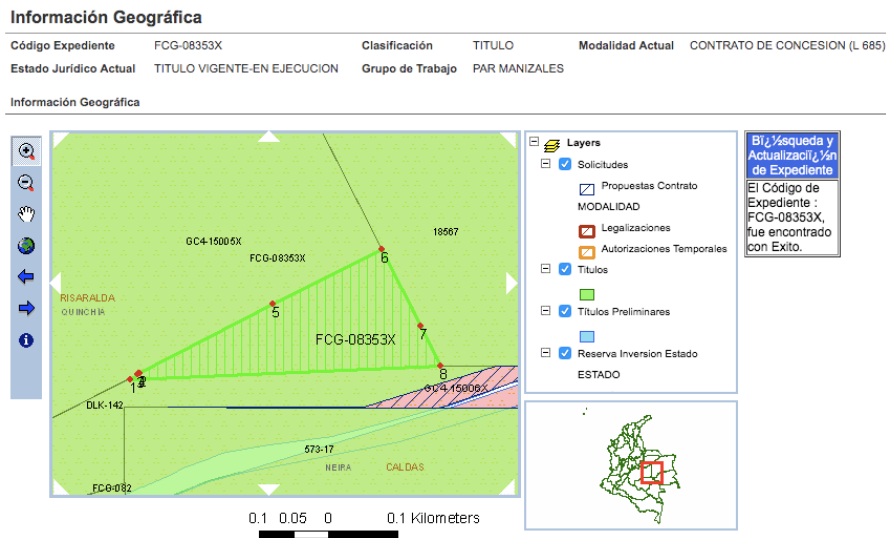 Información Geográfica
Código Expediente FCG-08353X Clasificación TITULO Modalidad Actual CONTRATO DE CONCESION (L 685)
Estado Jurídico Actual TITULO VIGENTE-EN EJECUCION Grupo de Trabajo PAR MANIZALES
Información Geográfica
GC4-15005X
18567
FCG-08353X
6
RISARALDA
QUINCHÍA
5
FCG-08353X
7
8
1
GC4-15006X
DLK-142
573-17
NEIRA CALDAS
FCG-082
0.1 0.05 0 0.1 Kilometers
Layers
Solicitudes
Propuestas Contrato
MODALIDAD
Legalizaciones
Autorizaciones Temporales
Titulos
Títulos Preliminares
Reserva Inversion Estado
ESTADO
Bï¿½squeda y
Actualizaciï¿½n
de Expediente
El Código de
Expediente :
FCG-08353X,
fue encontrado
con Exito.